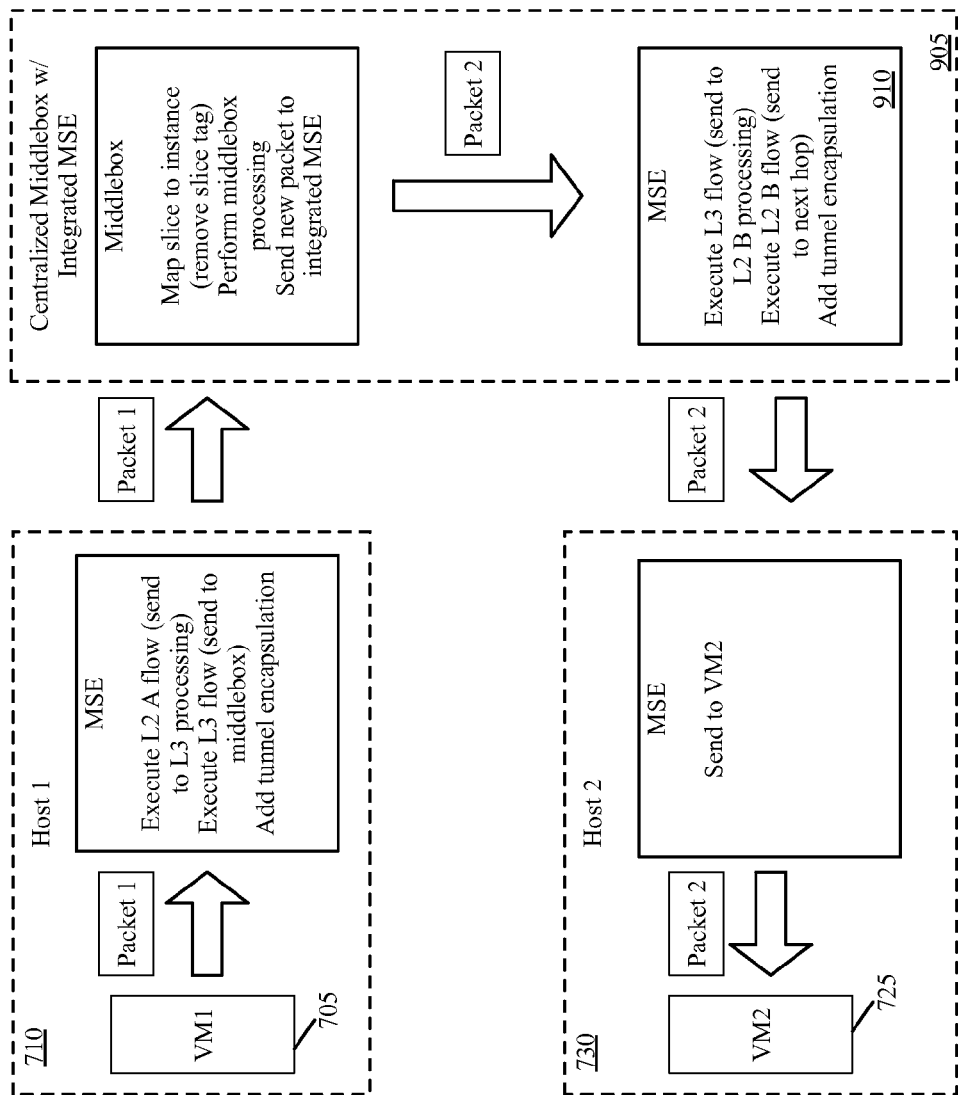 710
Host 1
VM1
705
Packet 1
MSE
Execute L2 A flow (send
to L3 processing)
Execute L3 flow (send to
middlebox)
Add tunnel encapsulation
Packet 1
Centralized Middlebox w/
Integrated MSE
Middlebox
Map slice to instance
(remove slice tag)
Perform middlebox
processing
Send new packet to
integrated MSE
Packet 2
MSE
Execute L3 flow (send to
L2 B processing)
Execute L2 B flow (send
to next hop)
Add tunnel encapsulation
910
905
Packet 2
730
Host 2
MSE
Send to VM2
Packet 2
VM2
725